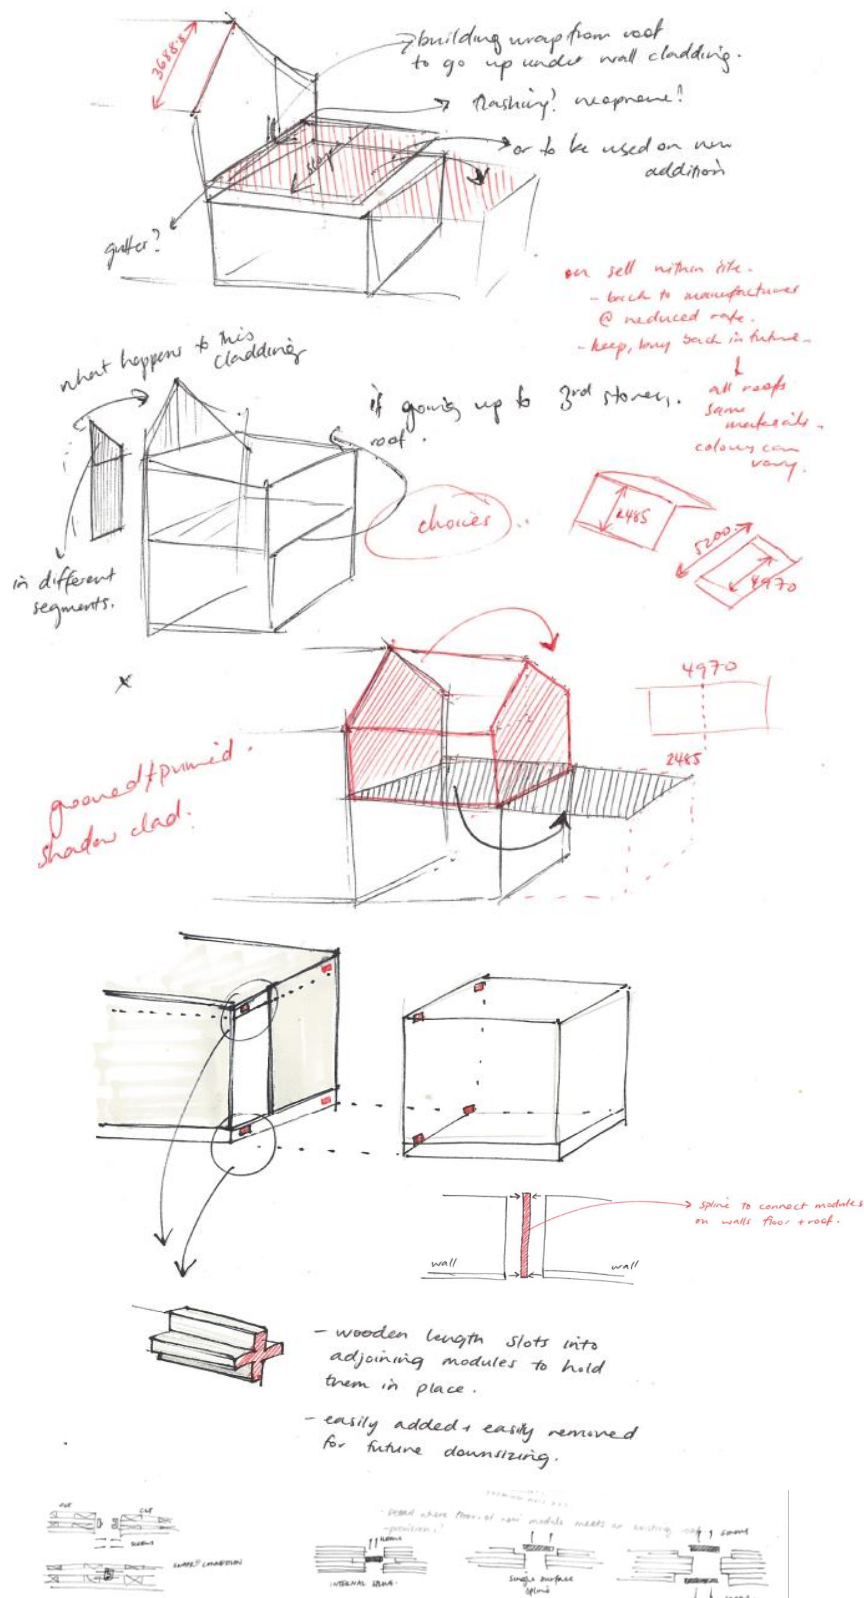 building wrap from roof
to go up under wall cladding.
3688.8
flashing? neoprene!
or to be used on new
addition
slope
gutter?
on sell within site.
- back to manufacturer
@ reduced rate.
- keep, buy back in future.
all roofs
same
materials.
colours can
vary.
what happens to this
cladding
if going up to 3rd storey.
roof.
choices ..
2485
5200
4970
in different
segments.
x
4970
2485
grooved + primed.
shadow clad.
spline to connect modules
on walls floor + roof.
wall
wall
- wooden length slots into
adjoining modules to hold
them in place.
- easily added + easily removed
for future downsizing.
INTERNAL SPLINE.
single surface
spline